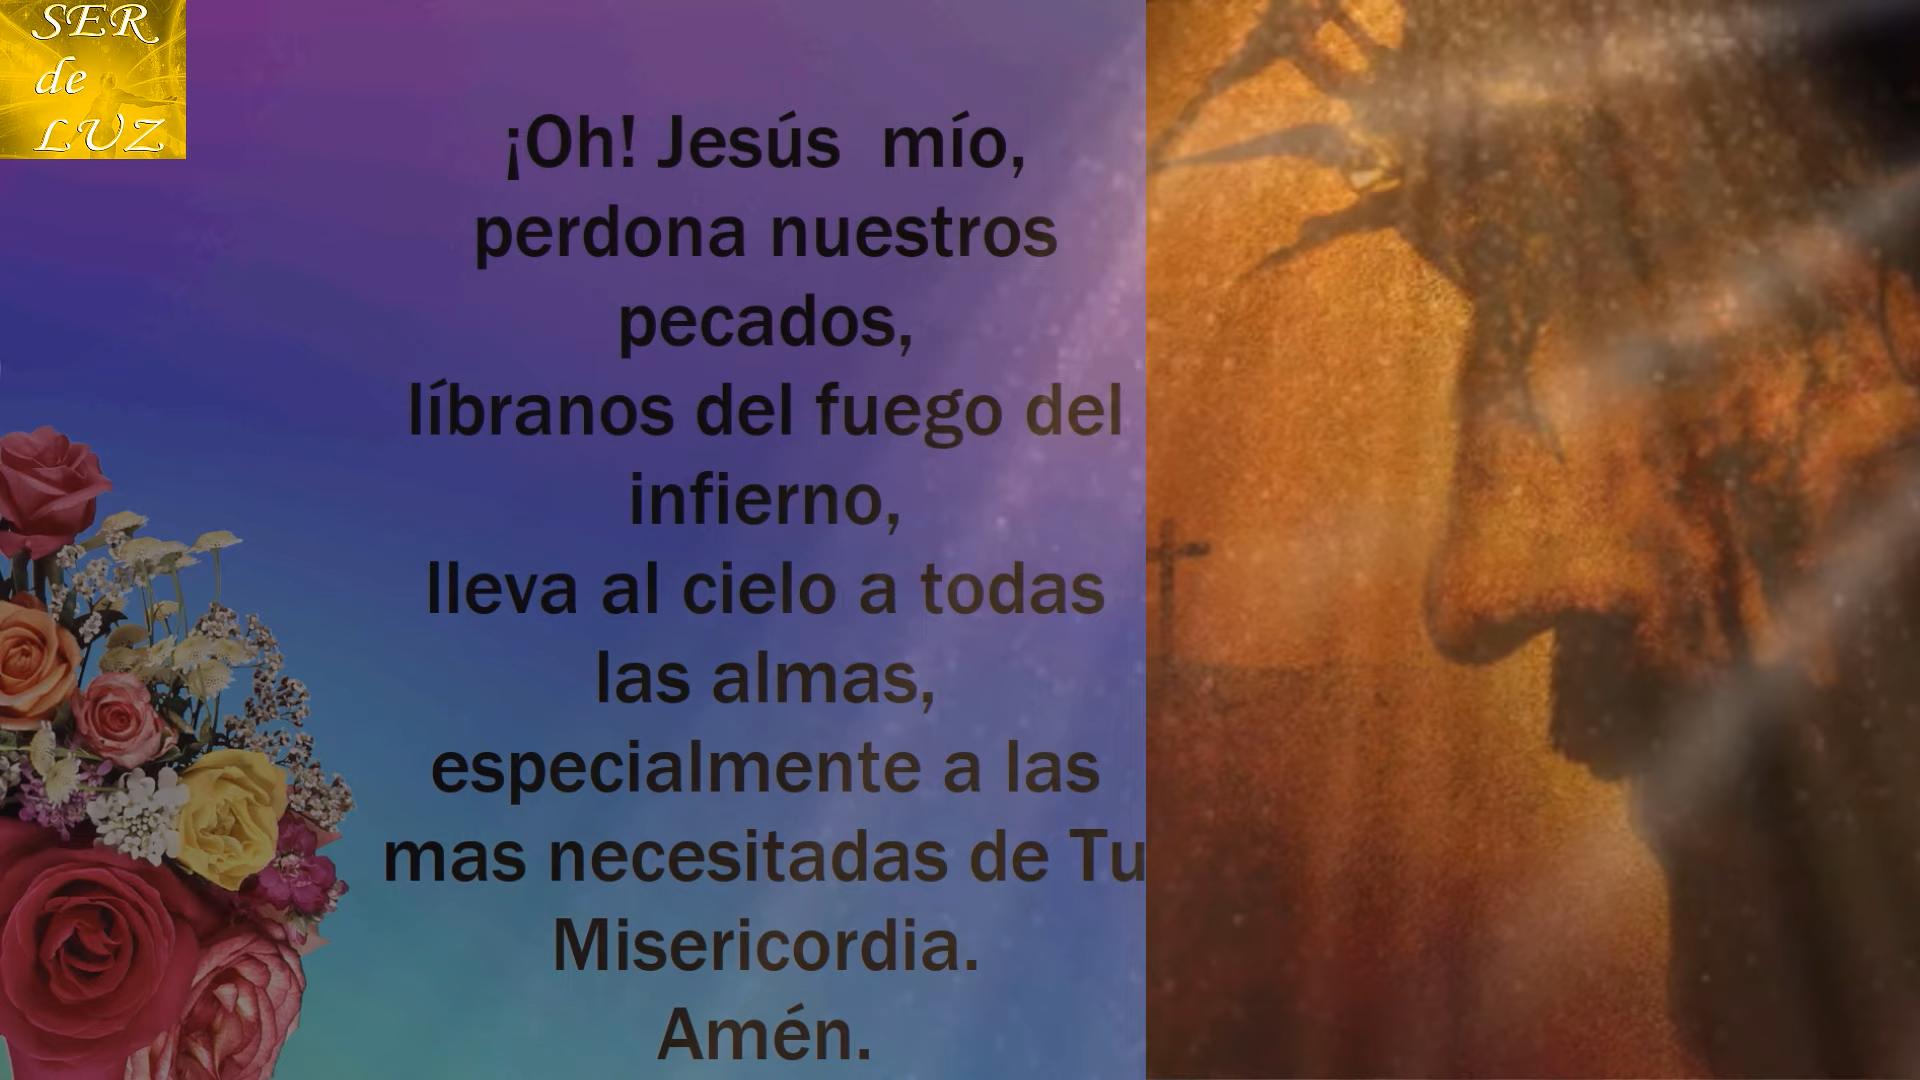 SER
de
LUZ
¡Oh! Jesús mío,
perdona nuestros
pecados,
líbranos del fuego del
infierno,
lleva al cielo a todas
las almas,
especialmente a las
mas necesitadas de Tu
Misericordia.
Amén.